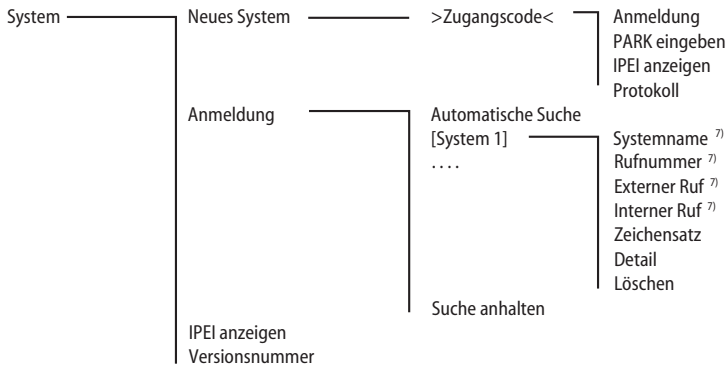 System Neues System >Zugangscode< Anmeldung
PARK eingeben
IPEI anzeigen
Protokoll
Anmeldung Automatische Suche
[System 1] Systemname 7)
.... Rufnummer 7)
Externer Ruf 7)
Interner Ruf 7)
Zeichensatz
Detail
Löschen
Suche anhalten
IPEI anzeigen
Versionsnummer